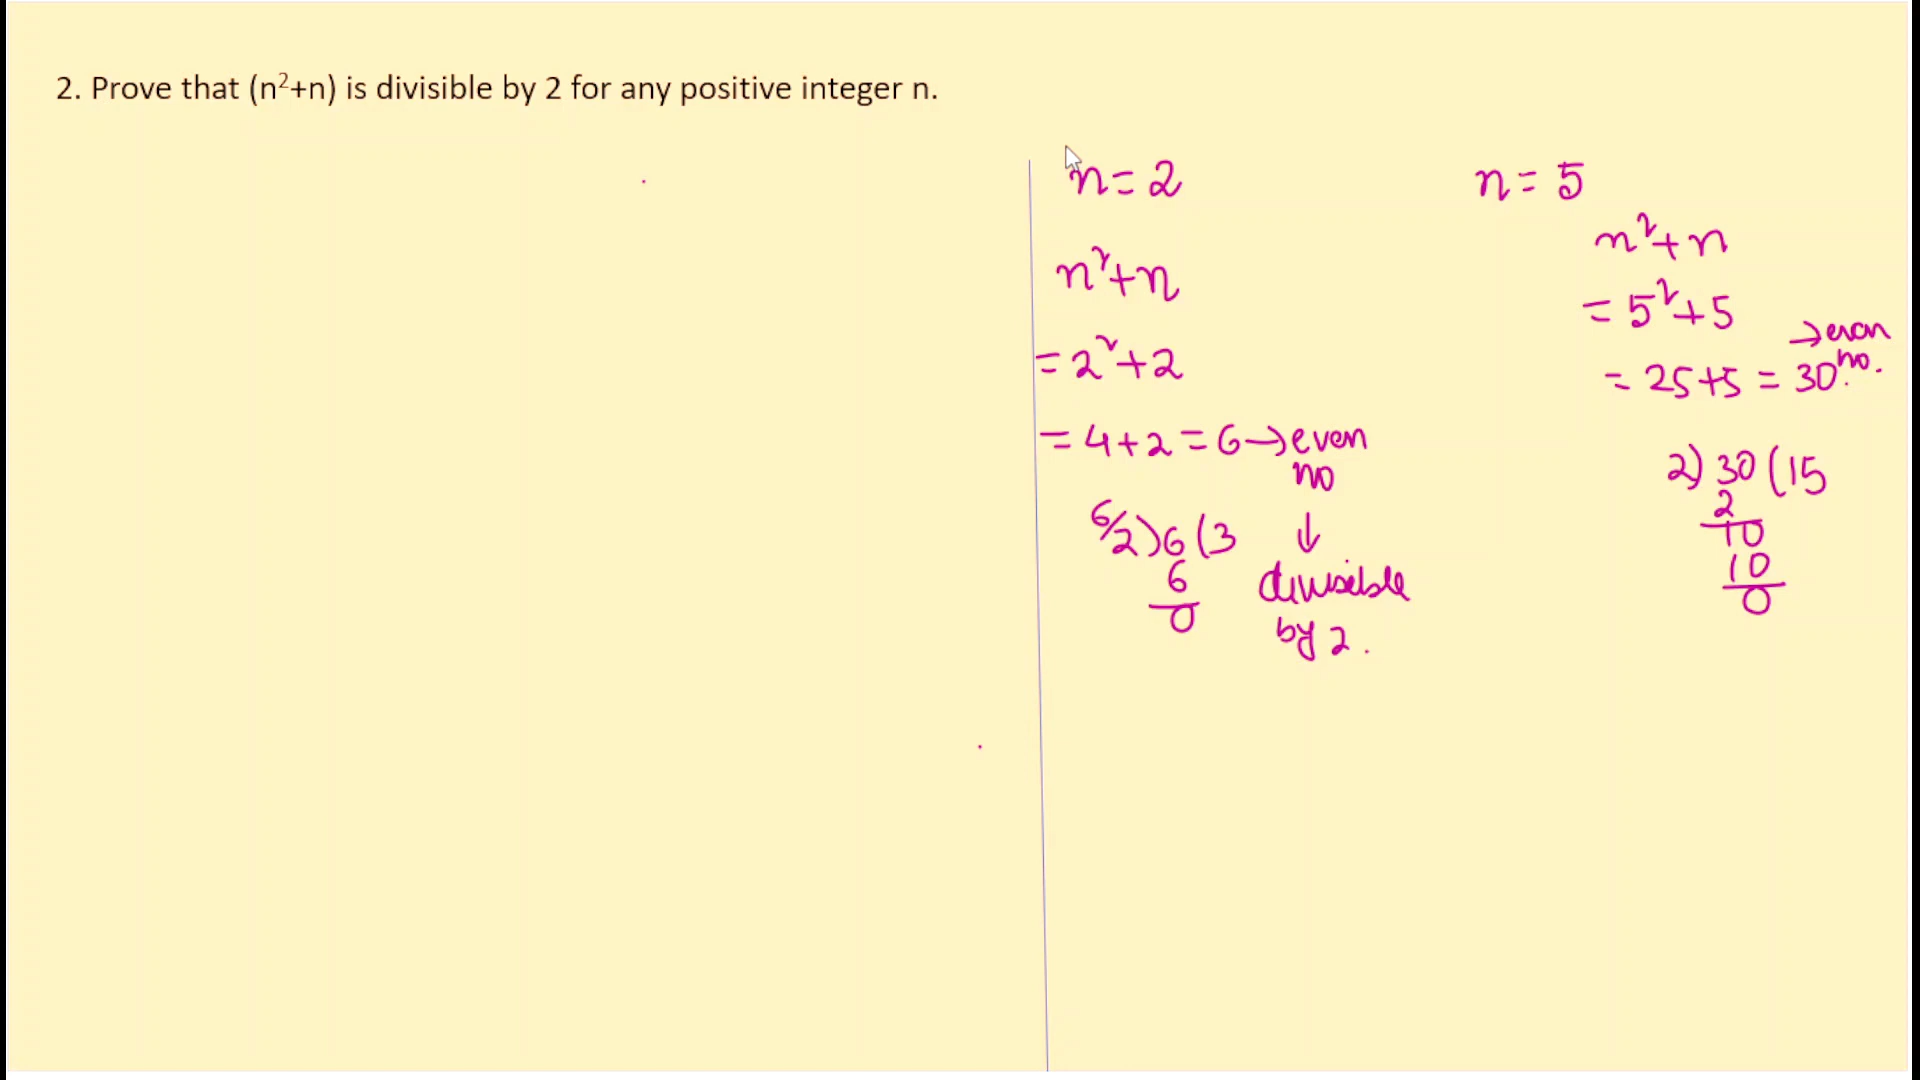 2. Prove that (n²+n) is divisible by 2 for any positive integer n.
n = 2
n²+n
= 2²+2
= 4+2 = 6 → even
no
↓
divisible
by 2.
6/2)6(3
6
0
n = 5
n²+n
= 5²+5
= 25+5 = 30
→ even
no.
2)30(15
2
10
10
0